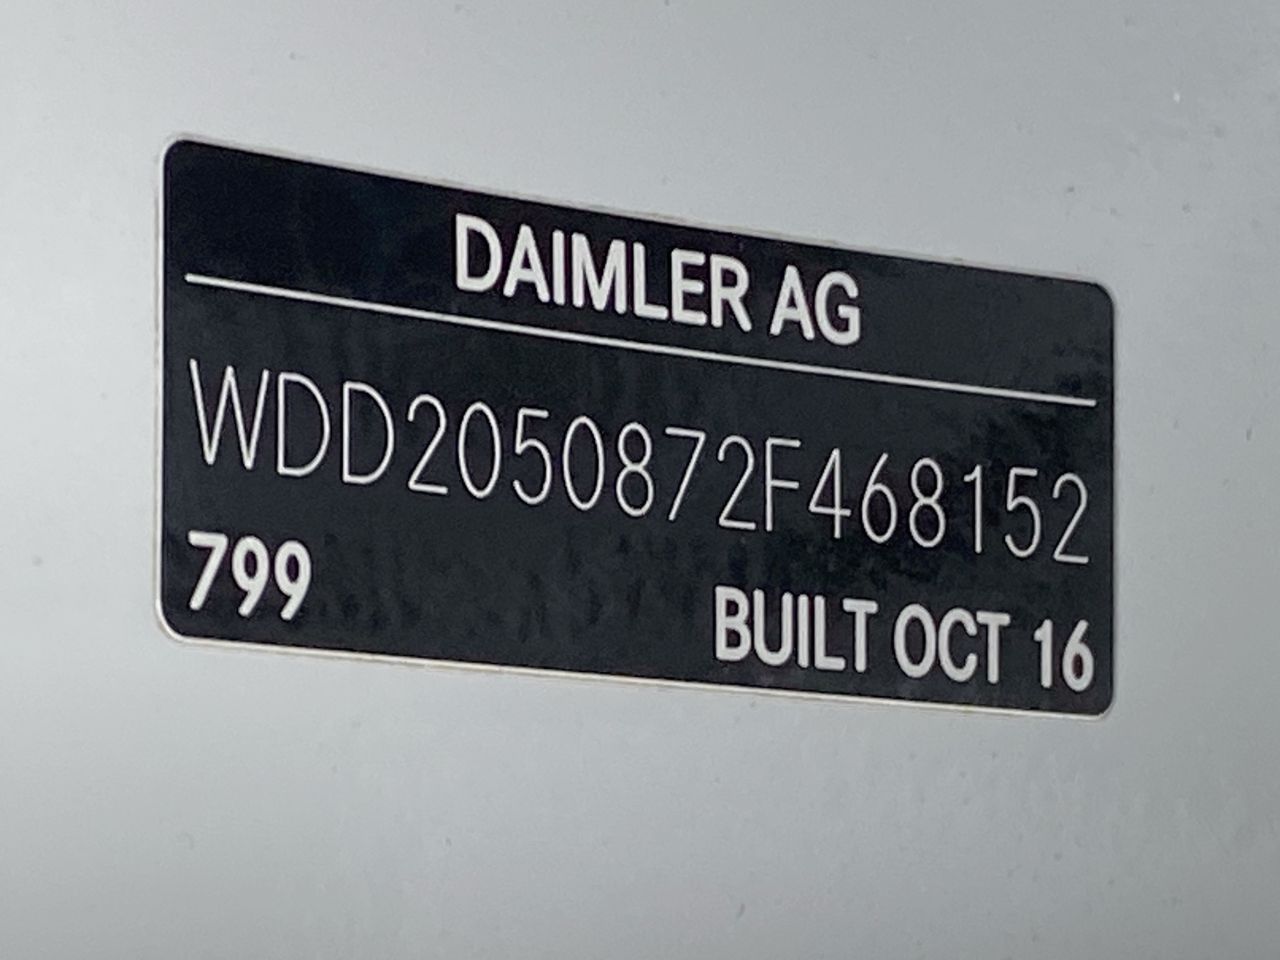 DAIMLER AG
WDD2050872F468152
799
BUILT OCT 16